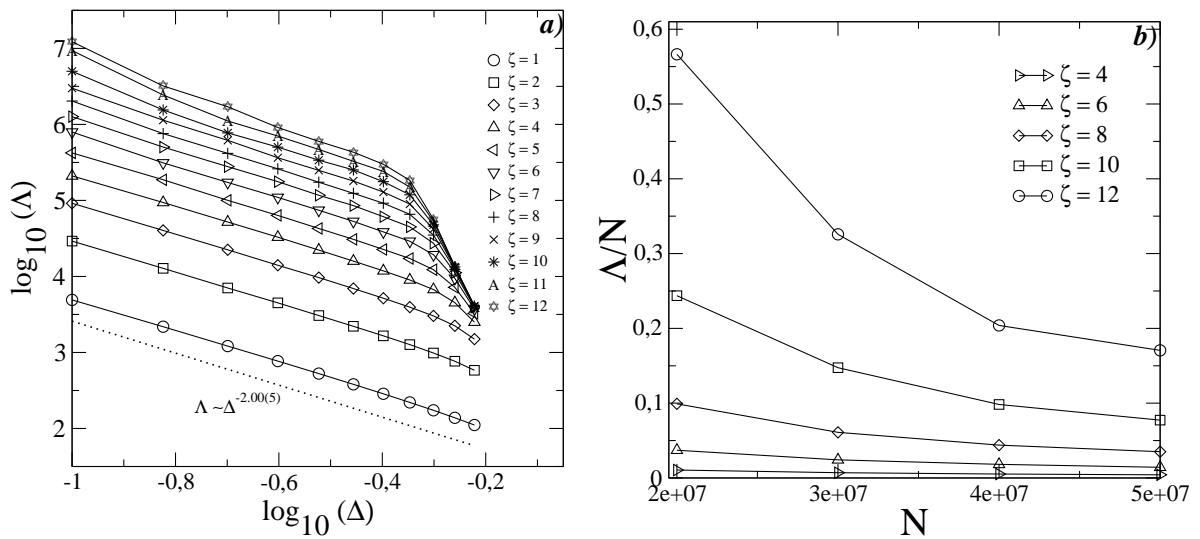 a)
7
6
5
4
3
2
log10(Λ)
-1
-0,8
-0,6
-0,4
-0,2
log10(Δ)
Λ ~Δ-2.00(5)
ζ = 1
ζ = 2
ζ = 3
ζ = 4
ζ = 5
ζ = 6
ζ = 7
ζ = 8
ζ = 9
ζ = 10
ζ = 11
ζ = 12
b)
0,6
0,5
0,4
0,3
0,2
0,1
0
Λ/N
2e+07
3e+07
4e+07
5e+07
N
ζ = 4
ζ = 6
ζ = 8
ζ = 10
ζ = 12